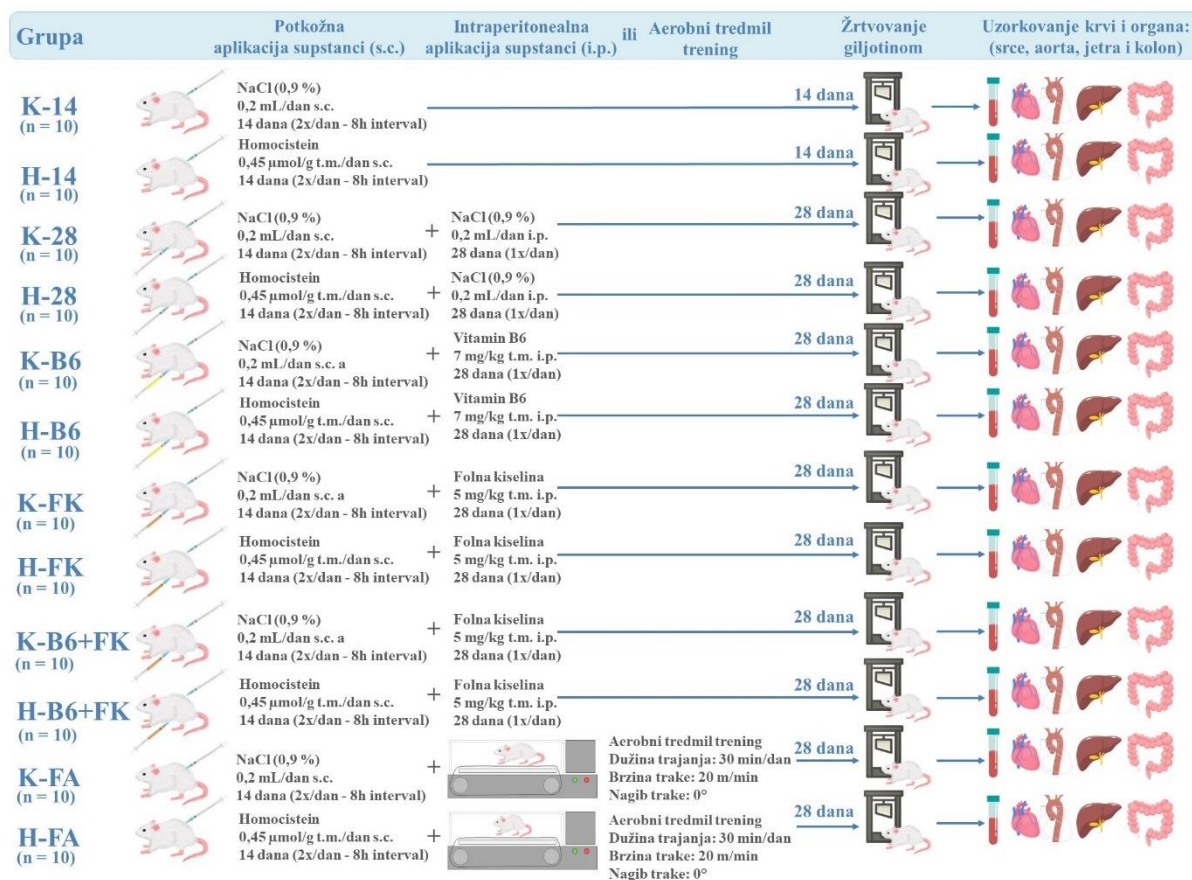 Grupa
Potkožna
aplikacija supstanci (s.c.)
Intraperitonealna
aplikacija supstanci (i.p.)
ili
Aerobni tredmil
trening
Žrtvovanje
giljotinom
Uzorkovanje krvi i organa:
(srce, aorta, jetra i kolon)
K-14
(n = 10)
NaCl (0,9 %)
0,2 mL/dan s.c.
14 dana (2x/dan - 8h interval)
14 dana
H-14
(n = 10)
Homocistein
0,45 µmol/g t.m./dan s.c.
14 dana (2x/dan - 8h interval)
14 dana
K-28
(n = 10)
NaCl (0,9 %)
0,2 mL/dan s.c.
14 dana (2x/dan - 8h interval)
+
NaCl (0,9 %)
0,2 mL/dan i.p.
28 dana (1x/dan)
28 dana
H-28
(n = 10)
Homocistein
0,45 µmol/g t.m./dan s.c.
14 dana (2x/dan - 8h interval)
+
NaCl (0,9 %)
0,2 mL/dan i.p.
28 dana (1x/dan)
28 dana
K-B6
(n = 10)
NaCl (0,9 %)
0,2 mL/dan s.c. a
14 dana (2x/dan - 8h interval)
+
Vitamin B6
7 mg/kg t.m. i.p.
28 dana (1x/dan)
28 dana
H-B6
(n = 10)
Homocistein
0,45 µmol/g t.m./dan s.c.
14 dana (2x/dan - 8h interval)
+
Vitamin B6
7 mg/kg t.m. i.p.
28 dana (1x/dan)
28 dana
K-FK
(n = 10)
NaCl (0,9 %)
0,2 mL/dan s.c. a
14 dana (2x/dan - 8h interval)
+
Folna kiselina
5 mg/kg t.m. i.p.
28 dana (1x/dan)
28 dana
H-FK
(n = 10)
Homocistein
0,45 µmol/g t.m./dan s.c.
14 dana (2x/dan - 8h interval)
+
Folna kiselina
5 mg/kg t.m. i.p.
28 dana (1x/dan)
28 dana
K-B6+FK
(n = 10)
NaCl (0,9 %)
0,2 mL/dan s.c. a
14 dana (2x/dan - 8h interval)
+
Folna kiselina
5 mg/kg t.m. i.p.
28 dana (1x/dan)
28 dana
H-B6+FK
(n = 10)
Homocistein
0,45 µmol/g t.m./dan s.c.
14 dana (2x/dan - 8h interval)
+
Folna kiselina
5 mg/kg t.m. i.p.
28 dana (1x/dan)
28 dana
K-FA
(n = 10)
NaCl (0,9 %)
0,2 mL/dan s.c.
14 dana (2x/dan - 8h interval)
+
Aerobni tredmil trening
Dužina trajanja: 30 min/dan
Brzina trake: 20 m/min
Nagib trake: 0°
28 dana
H-FA
(n = 10)
Homocistein
0,45 µmol/g t.m./dan s.c.
14 dana (2x/dan - 8h interval)
+
Aerobni tredmil trening
Dužina trajanja: 30 min/dan
Brzina trake: 20 m/min
Nagib trake: 0°
28 dana